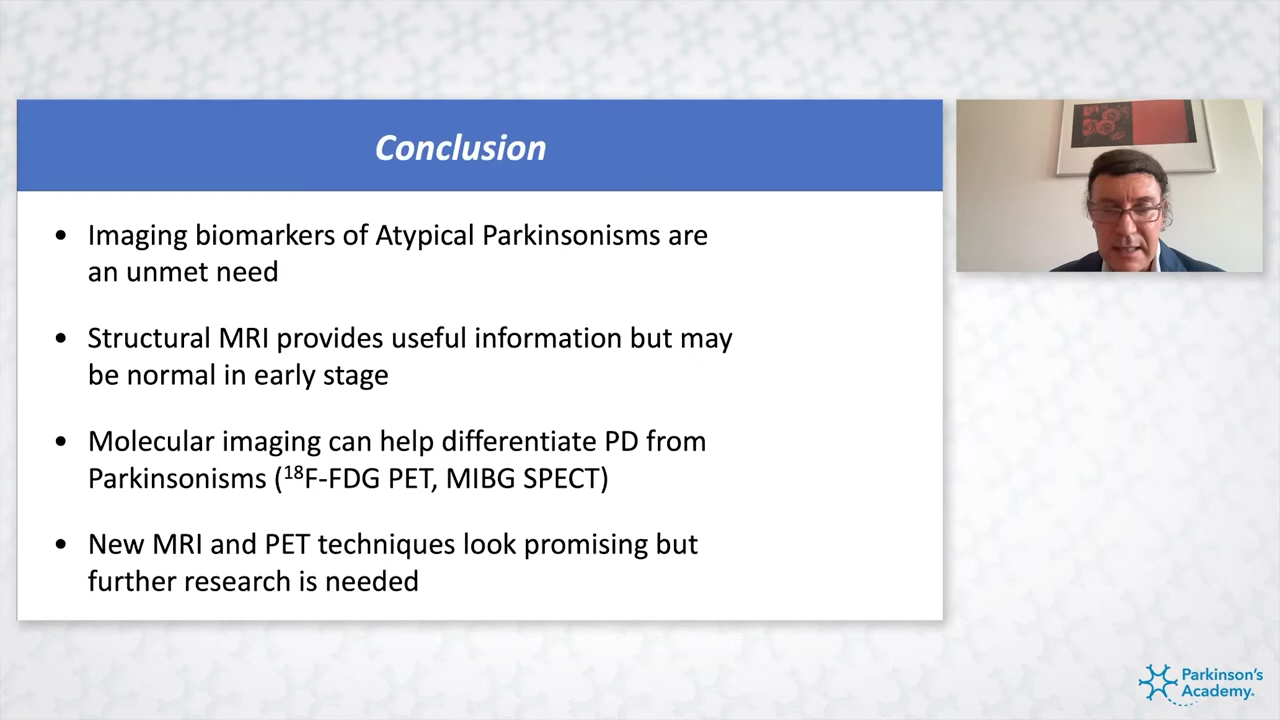 Conclusion
• Imaging biomarkers of Atypical Parkinsonisms are
an unmet need
• Structural MRI provides useful information but may
be normal in early stage
• Molecular imaging can help differentiate PD from
Parkinsonisms (¹⁸F-FDG PET, MIBG SPECT)
• New MRI and PET techniques look promising but
further research is needed
Parkinson's
Academy